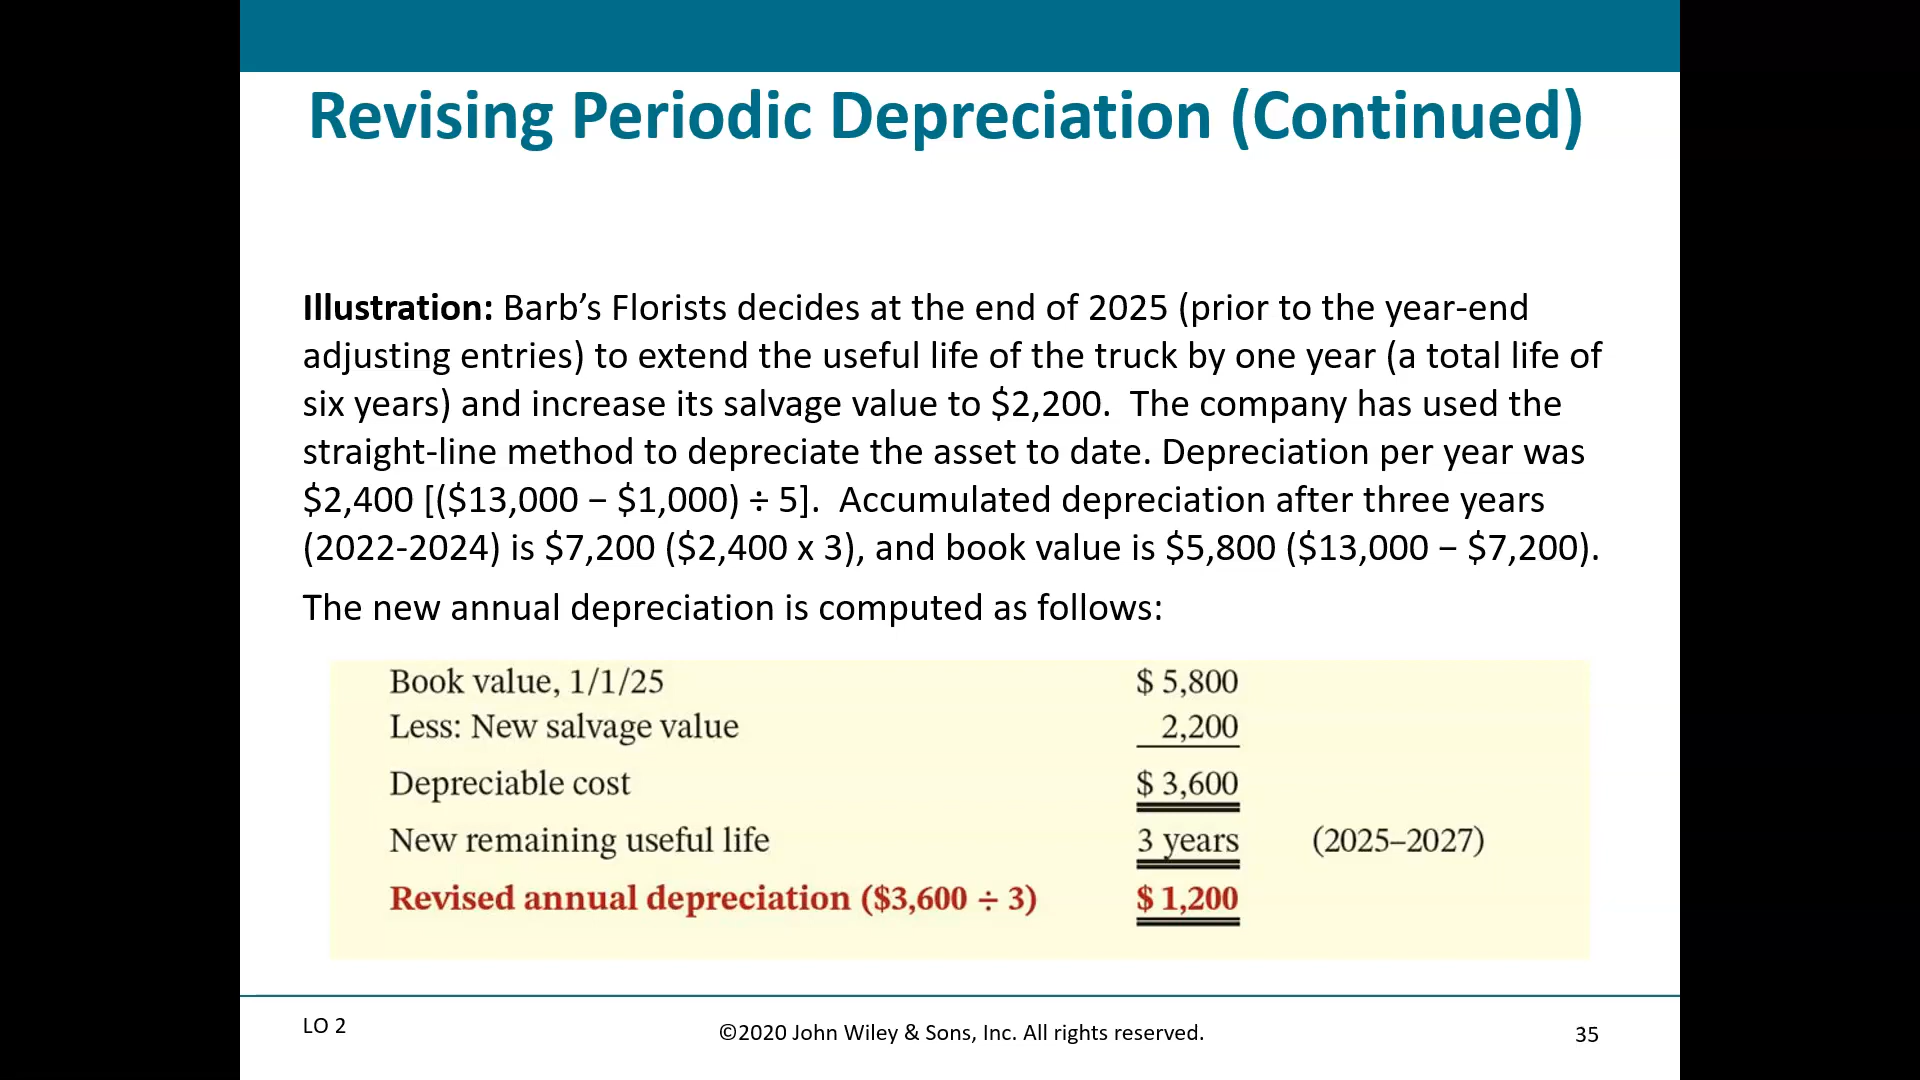 Revising Periodic Depreciation (Continued)
Illustration: Barb’s Florists decides at the end of 2025 (prior to the year-end
adjusting entries) to extend the useful life of the truck by one year (a total life of
six years) and increase its salvage value to $2,200.  The company has used the
straight-line method to depreciate the asset to date. Depreciation per year was
$2,400 [($13,000 − $1,000) ÷ 5].  Accumulated depreciation after three years
(2022-2024) is $7,200 ($2,400 x 3), and book value is $5,800 ($13,000 − $7,200).
The new annual depreciation is computed as follows:
Book value, 1/1/25 $ 5,800
Less: New salvage value 2,200
Depreciable cost $ 3,600
New remaining useful life 3 years (2025–2027)
Revised annual depreciation ($3,600 ÷ 3) $ 1,200
LO 2
©2020 John Wiley & Sons, Inc. All rights reserved.
35